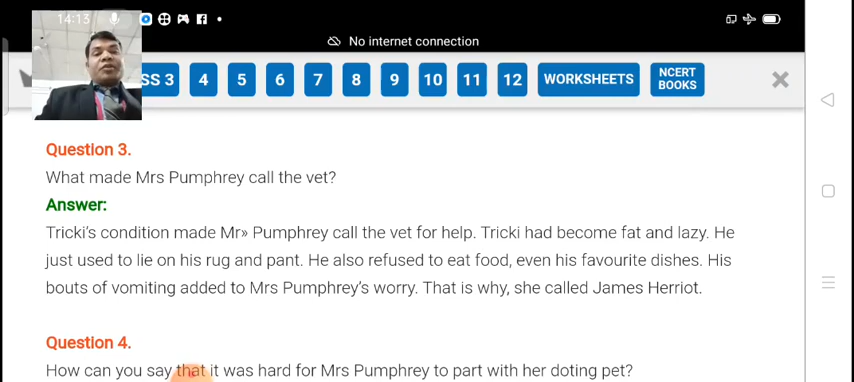 14:13
No internet connection
SS 3 4 5 6 7 8 9 10 11 12 WORKSHEETS NCERT BOOKS
Question 3.
What made Mrs Pumphrey call the vet?
Answer:
Tricki's condition made Mr» Pumphrey call the vet for help. Tricki had become fat and lazy. He
just used to lie on his rug and pant. He also refused to eat food, even his favourite dishes. His
bouts of vomiting added to Mrs Pumphrey's worry. That is why, she called James Herriot.
Question 4.
How can you say that it was hard for Mrs Pumphrey to part with her doting pet?